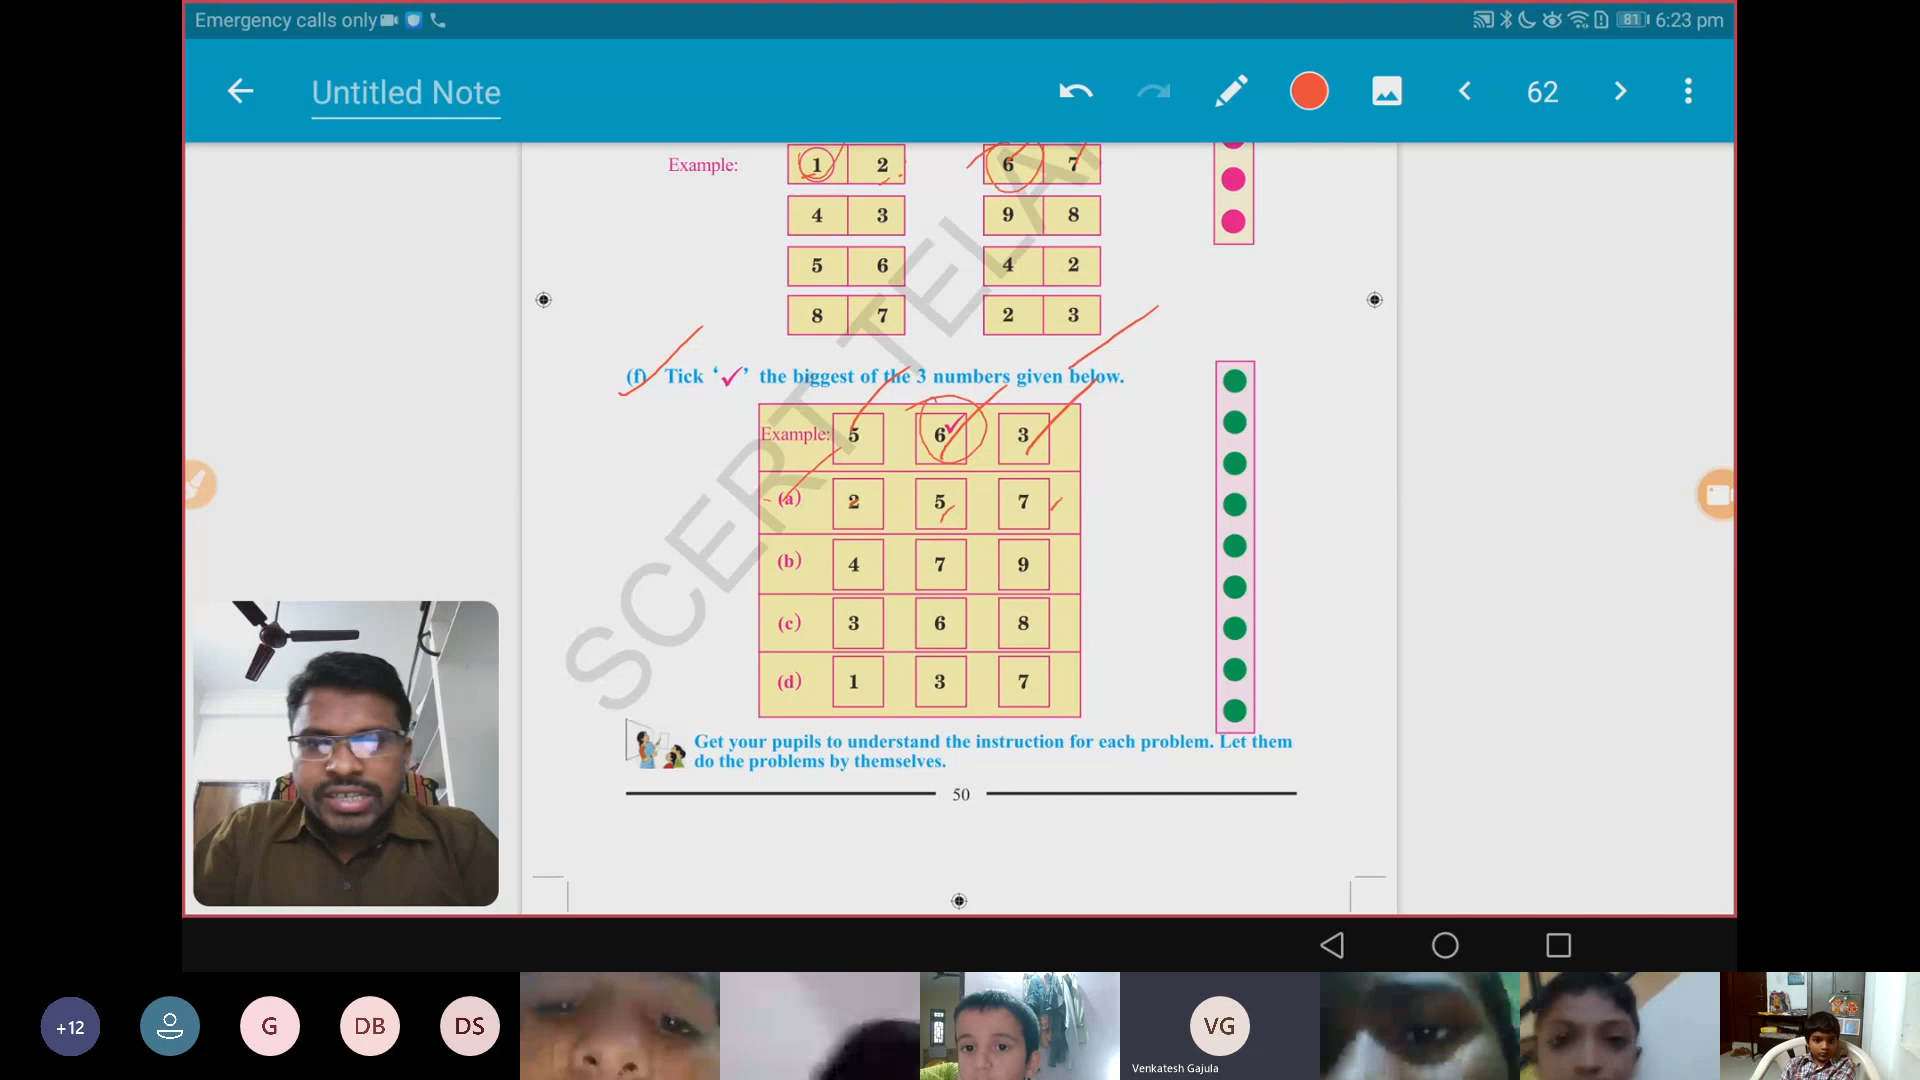 Emergency calls only
81 6:23 pm
Untitled Note
62
Example: 1 2 6 7
4 3 9 8
5 6 4 2
8 7 2 3
(f) Tick ‘✓’ the biggest of the 3 numbers given below.
Example: 5 6 ✓ 3
(a) 2 5 7
(b) 4 7 9
(c) 3 6 8
(d) 1 3 7
SCERT TELA
Get your pupils to understand the instruction for each problem. Let them
do the problems by themselves.
50
+12 G DB DS VG
Venkatesh Gajula